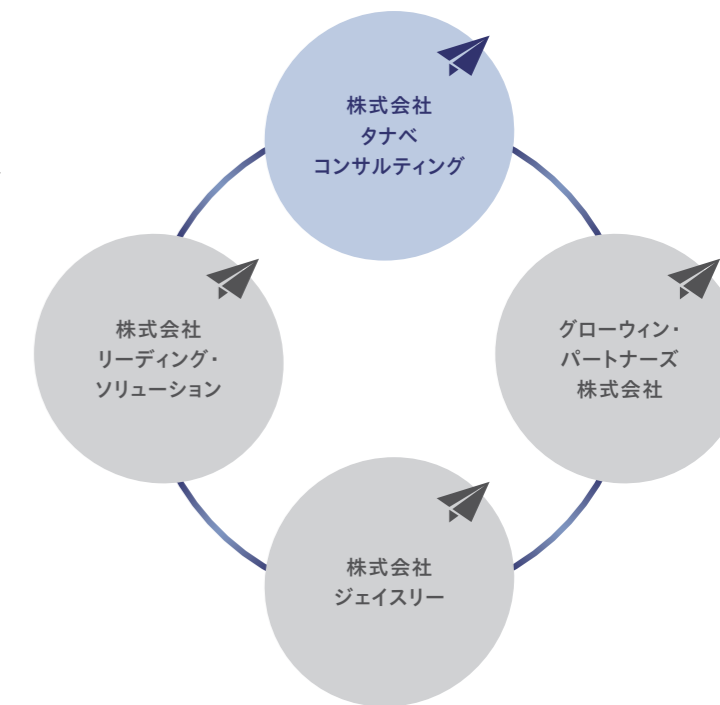 株式会社
タナベ
コンサルティング
株式会社
リーディング・
ソリューション
グローウィン・
パートナーズ
株式会社
株式会社
ジェイスリー